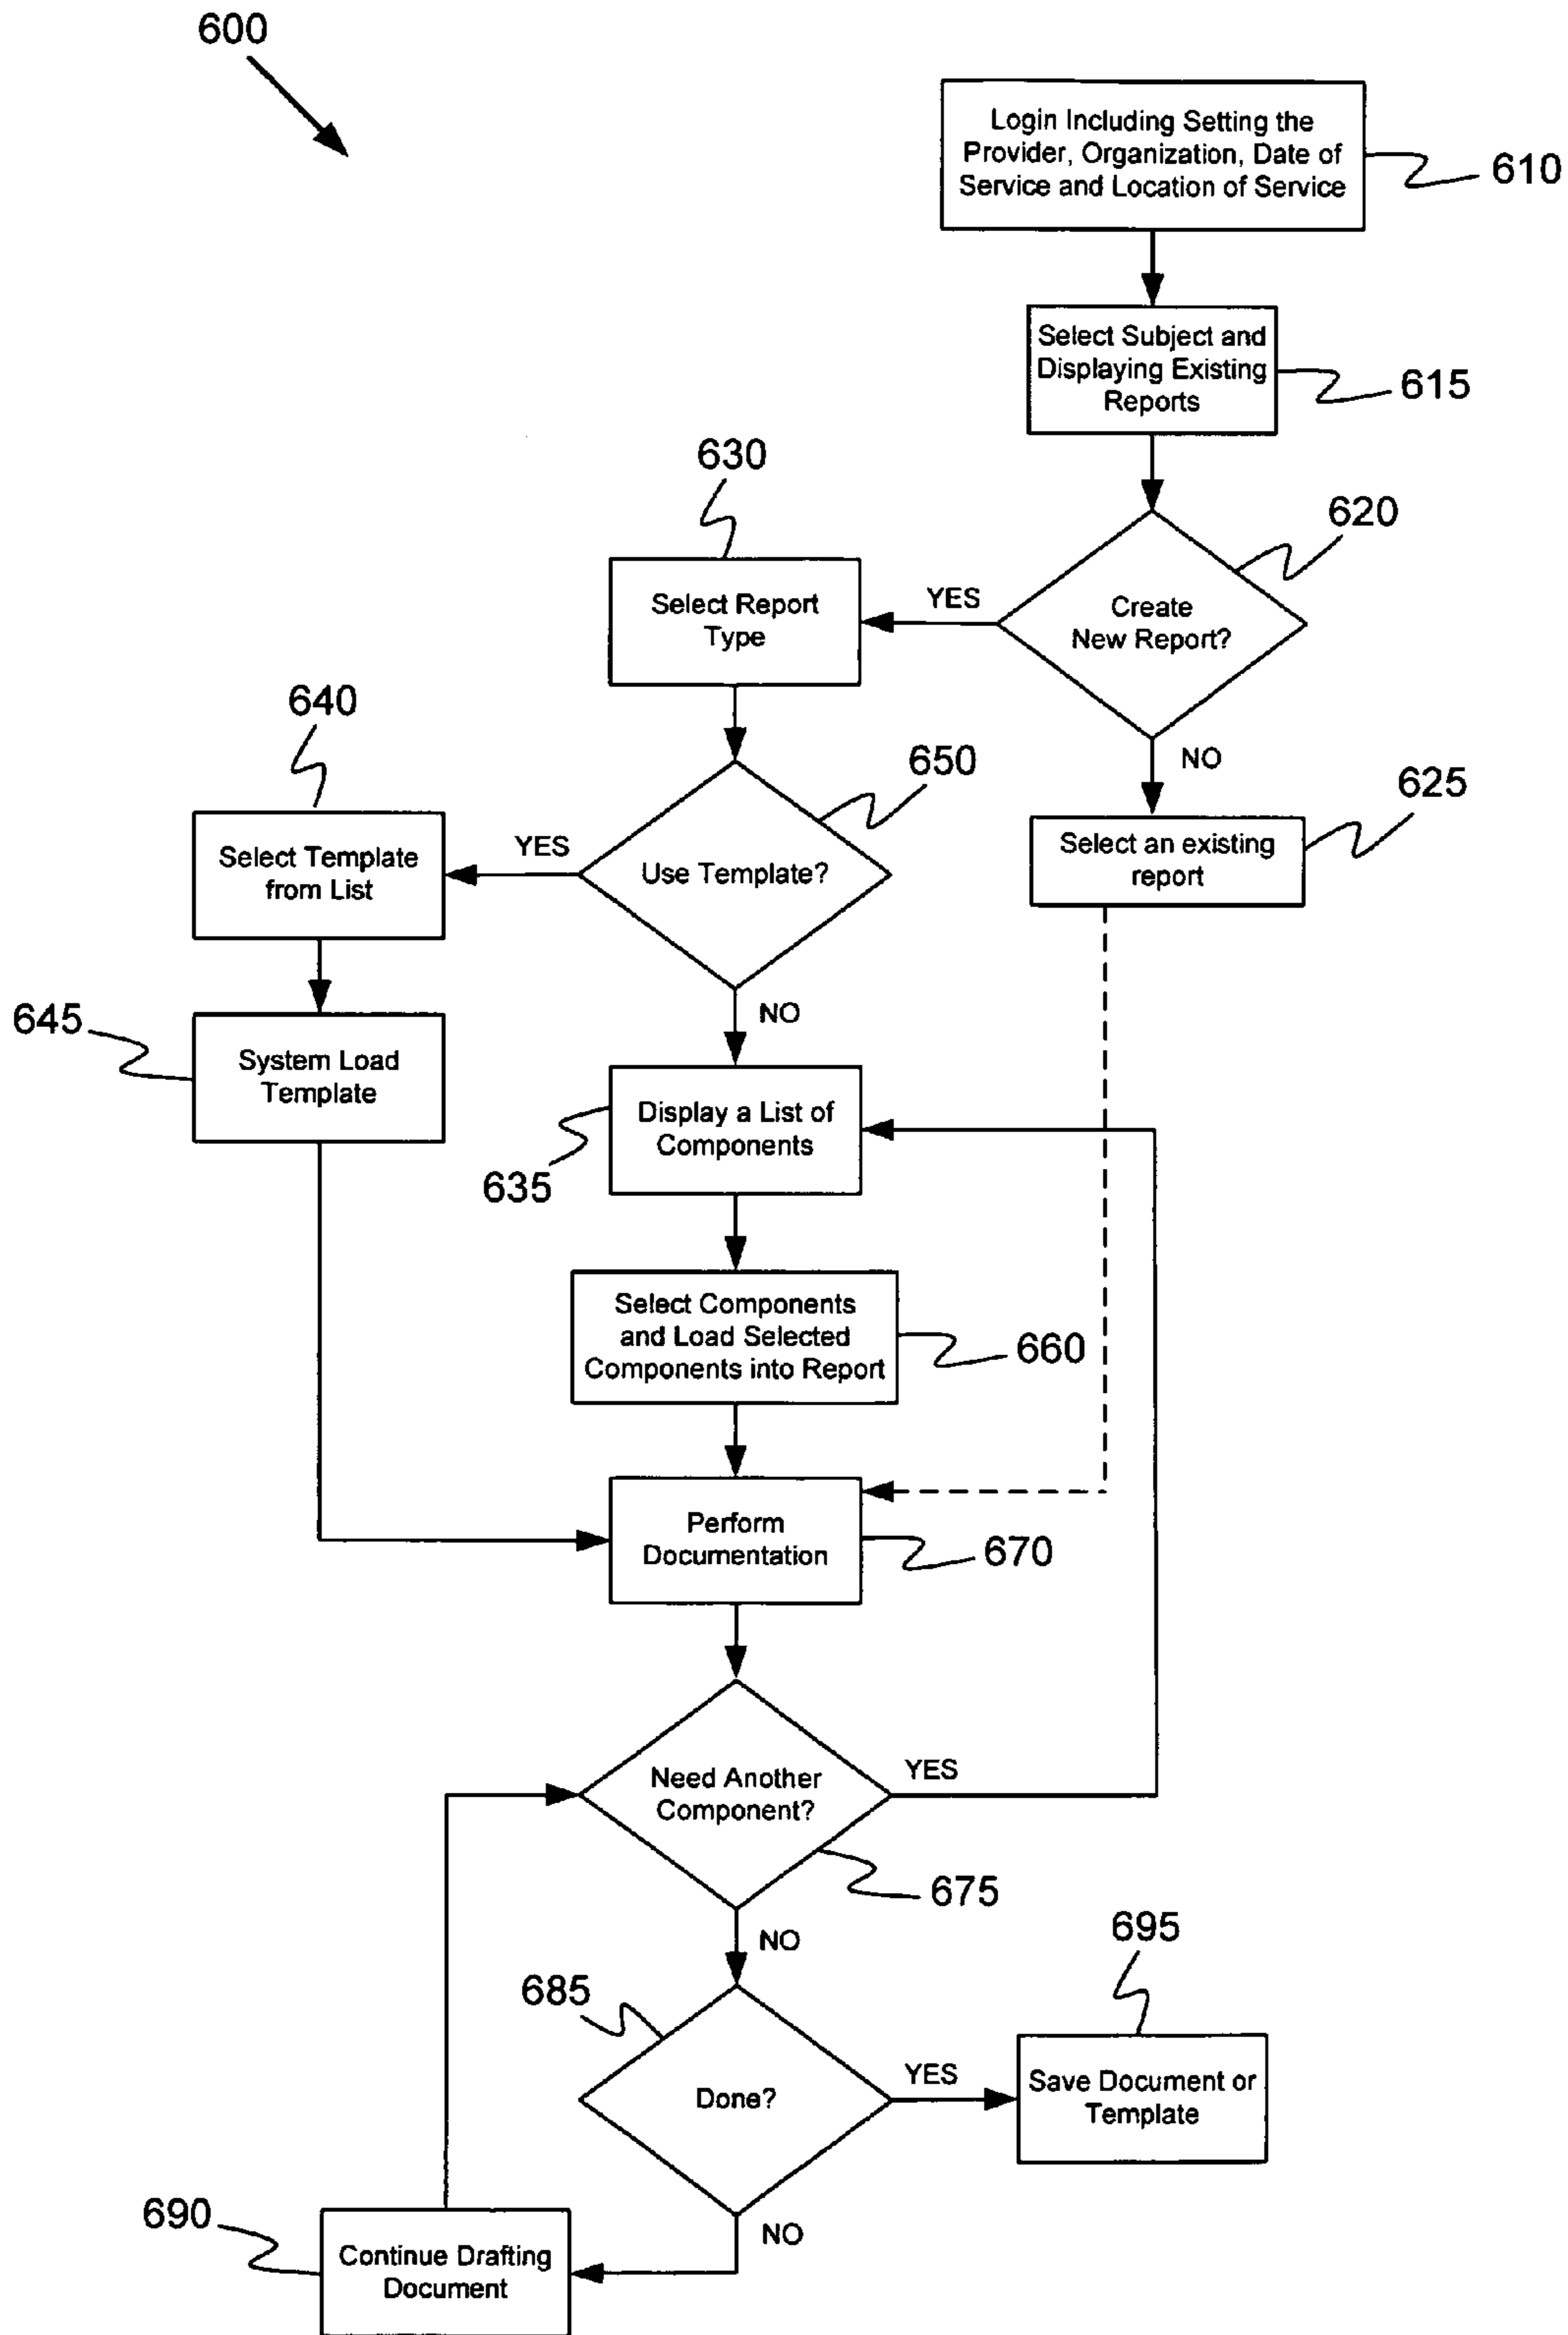 600
Login Including Setting the
Provider, Organization, Date of
Service and Location of Service
610
Select Subject and
Displaying Existing
Reports
615
630
620
Select Report
Type
YES
Create
New Report?
640
650
NO
625
Select Template
from List
YES
Use Template?
Select an existing
report
645
NO
System Load
Template
Display a List of
Components
635
Select Components
and Load Selected
Components into Report
660
Perform
Documentation
670
Need Another
Component?
YES
675
NO
695
685
Done?
YES
Save Document or
Template
690
NO
Continue Drafting
Document